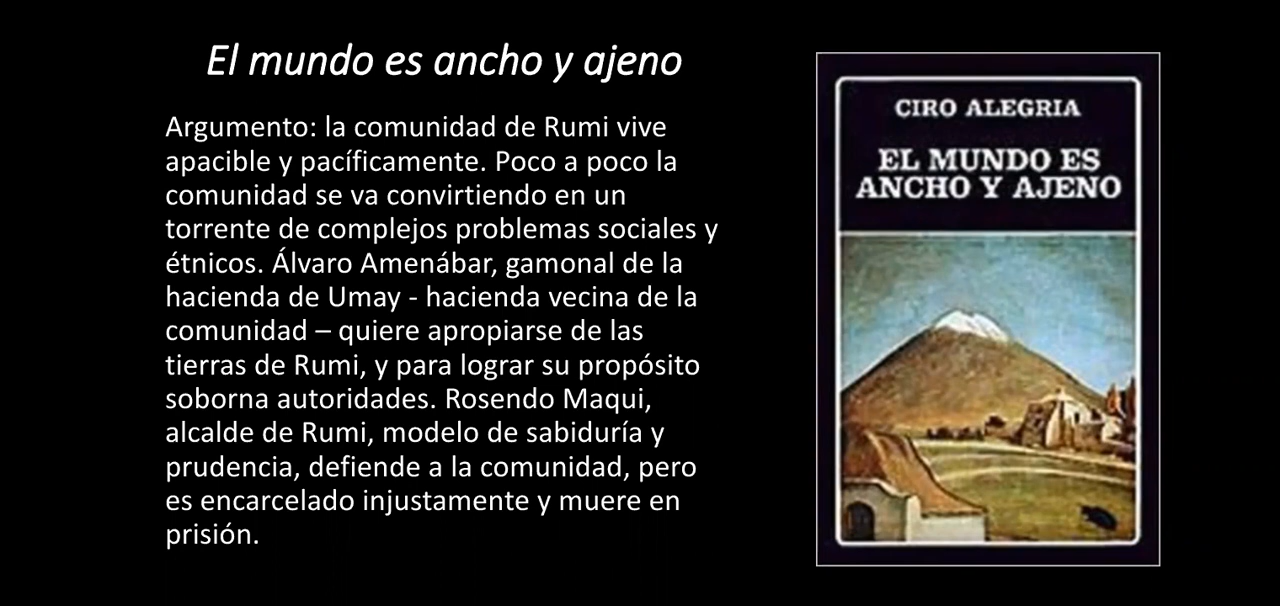 El mundo es ancho y ajeno
Argumento: la comunidad de Rumi vive
apacible y pacíficamente. Poco a poco la
comunidad se va convirtiendo en un
torrente de complejos problemas sociales y
étnicos. Álvaro Amenábar, gamonal de la
hacienda de Umay - hacienda vecina de la
comunidad – quiere apropiarse de las
tierras de Rumi, y para lograr su propósito
soborna autoridades. Rosendo Maqui,
alcalde de Rumi, modelo de sabiduría y
prudencia, defiende a la comunidad, pero
es encarcelado injustamente y muere en
prisión.
CIRO ALEGRIA
EL MUNDO ES
ANCHO Y AJENO